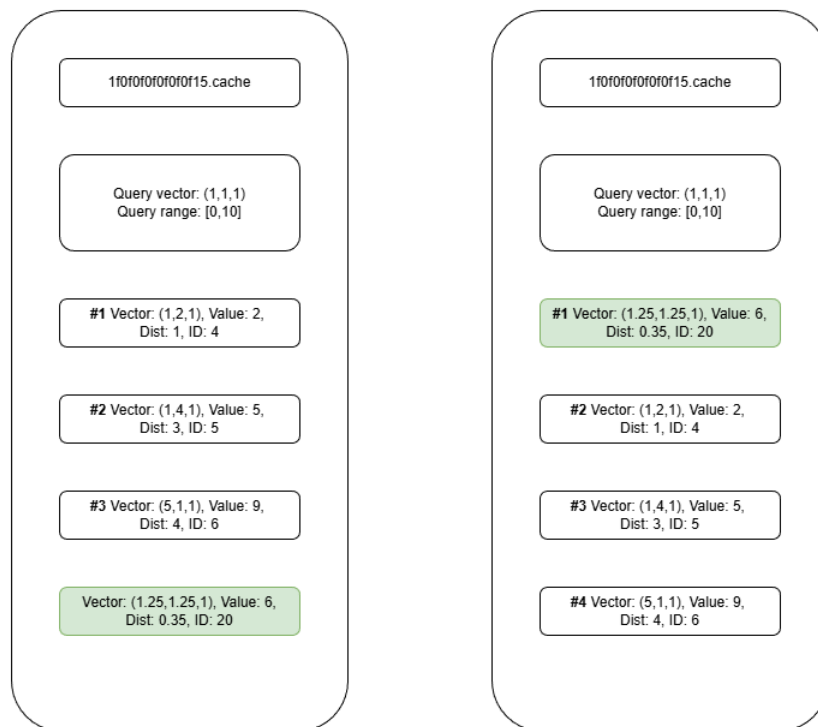 1f0f0f0f0f0f0f15.cache
Query vector: (1,1,1)
Query range: [0,10]
#1 Vector: (1,2,1), Value: 2,
Dist: 1, ID: 4
#2 Vector: (1,4,1), Value: 5,
Dist: 3, ID: 5
#3 Vector: (5,1,1), Value: 9,
Dist: 4, ID: 6
Vector: (1.25,1.25,1), Value: 6,
Dist: 0.35, ID: 20
1f0f0f0f0f0f0f15.cache
Query vector: (1,1,1)
Query range: [0,10]
#1 Vector: (1.25,1.25,1), Value: 6,
Dist: 0.35, ID: 20
#2 Vector: (1,2,1), Value: 2,
Dist: 1, ID: 4
#3 Vector: (1,4,1), Value: 5,
Dist: 3, ID: 5
#4 Vector: (5,1,1), Value: 9,
Dist: 4, ID: 6